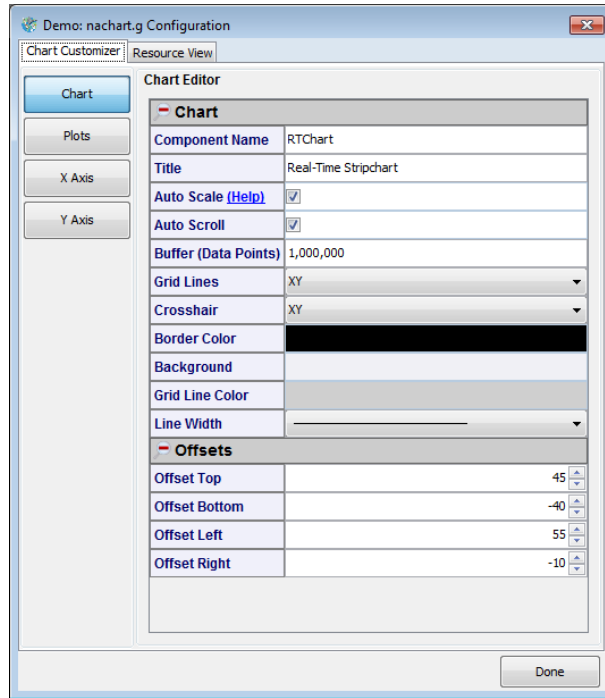 Demo: nachart.g Configuration
Chart Customizer Resource View
Chart
Plots
X Axis
Y Axis
Chart Editor
Chart
Component Name RTChart
Title Real-Time Stripchart
Auto Scale (Help)
Auto Scroll
Buffer (Data Points) 1,000,000
Grid Lines XY
Crosshair XY
Border Color
Background
Grid Line Color
Line Width
Offsets
Offset Top 45
Offset Bottom -40
Offset Left 55
Offset Right -10
Done